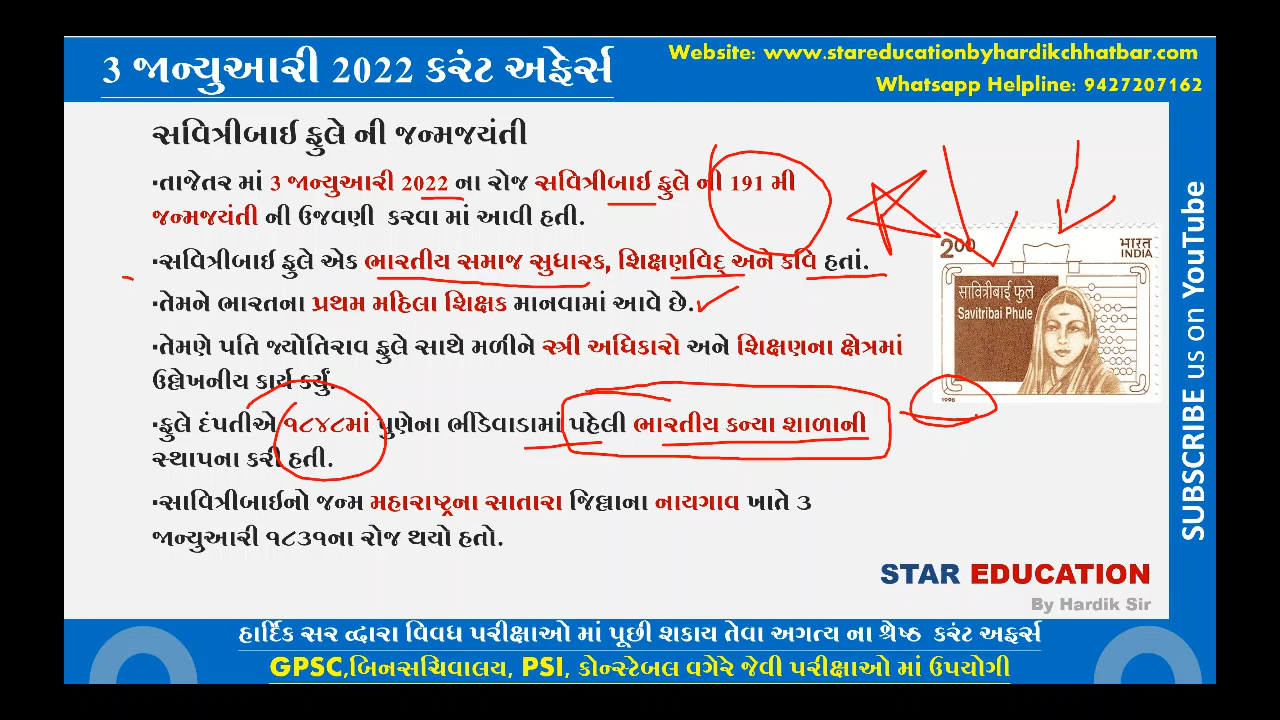 3 જાન્યુઆરી 2022 કરંટ અફેર્સ
Website: www.stareducationbyhardikchhatbar.com
Whatsapp Helpline: 9427207162
સવિત્રીબાઈ ફુલે ની જન્મજયંતી
▪તાજેતર માં 3 જાન્યુઆરી 2022 ના રોજ સવિત્રીબાઈ ફુલે ની 191 મી
જન્મજયંતી ની ઉજવણી કરવા માં આવી હતી.
▪સવિત્રીબાઈ ફુલે એક ભારતીય સમાજ સુધારક, શિક્ષણવિદ્ અને કવિ હતાં.
▪તેમને ભારતના પ્રથમ મહિલા શિક્ષક માનવામાં આવે છે.
▪તેમણે પતિ જ્યોતિરાવ ફુલે સાથે મળીને સ્ત્રી અધિકારો અને શિક્ષણના ક્ષેત્રમાં
ઉલ્લેખનીય કાર્ય કર્યું.
▪ફુલે દંપતીએ ૧૮૪૮માં પુણેના ભીડેવાડામાં પહેલી ભારતીય કન્યા શાળાની
સ્થાપના કરી હતી.
▪સાવિત્રીબાઈનો જન્મ મહારાષ્ટ્રના સાતારા જિલ્લાના નાયગાવ ખાતે ૩
જાન્યુઆરી ૧૮૩૧ના રોજ થયો હતો.
2.00
भारत
INDIA
सावित्रीबाई फुले
Savitribai Phule
1998
SUBSCRIBE us on YouTube
STAR EDUCATION
By Hardik Sir
હાર્દિક સર દ્વારા વિવધ પરીક્ષાઓ માં પૂછી શકાય તેવા અગત્ય ના શ્રેષ્ઠ કરંટ અફર્સ
GPSC,બિનસચિવાલય, PSI, કોન્સ્ટેબલ વગેરે જેવી પરીક્ષાઓ માં ઉપયોગી